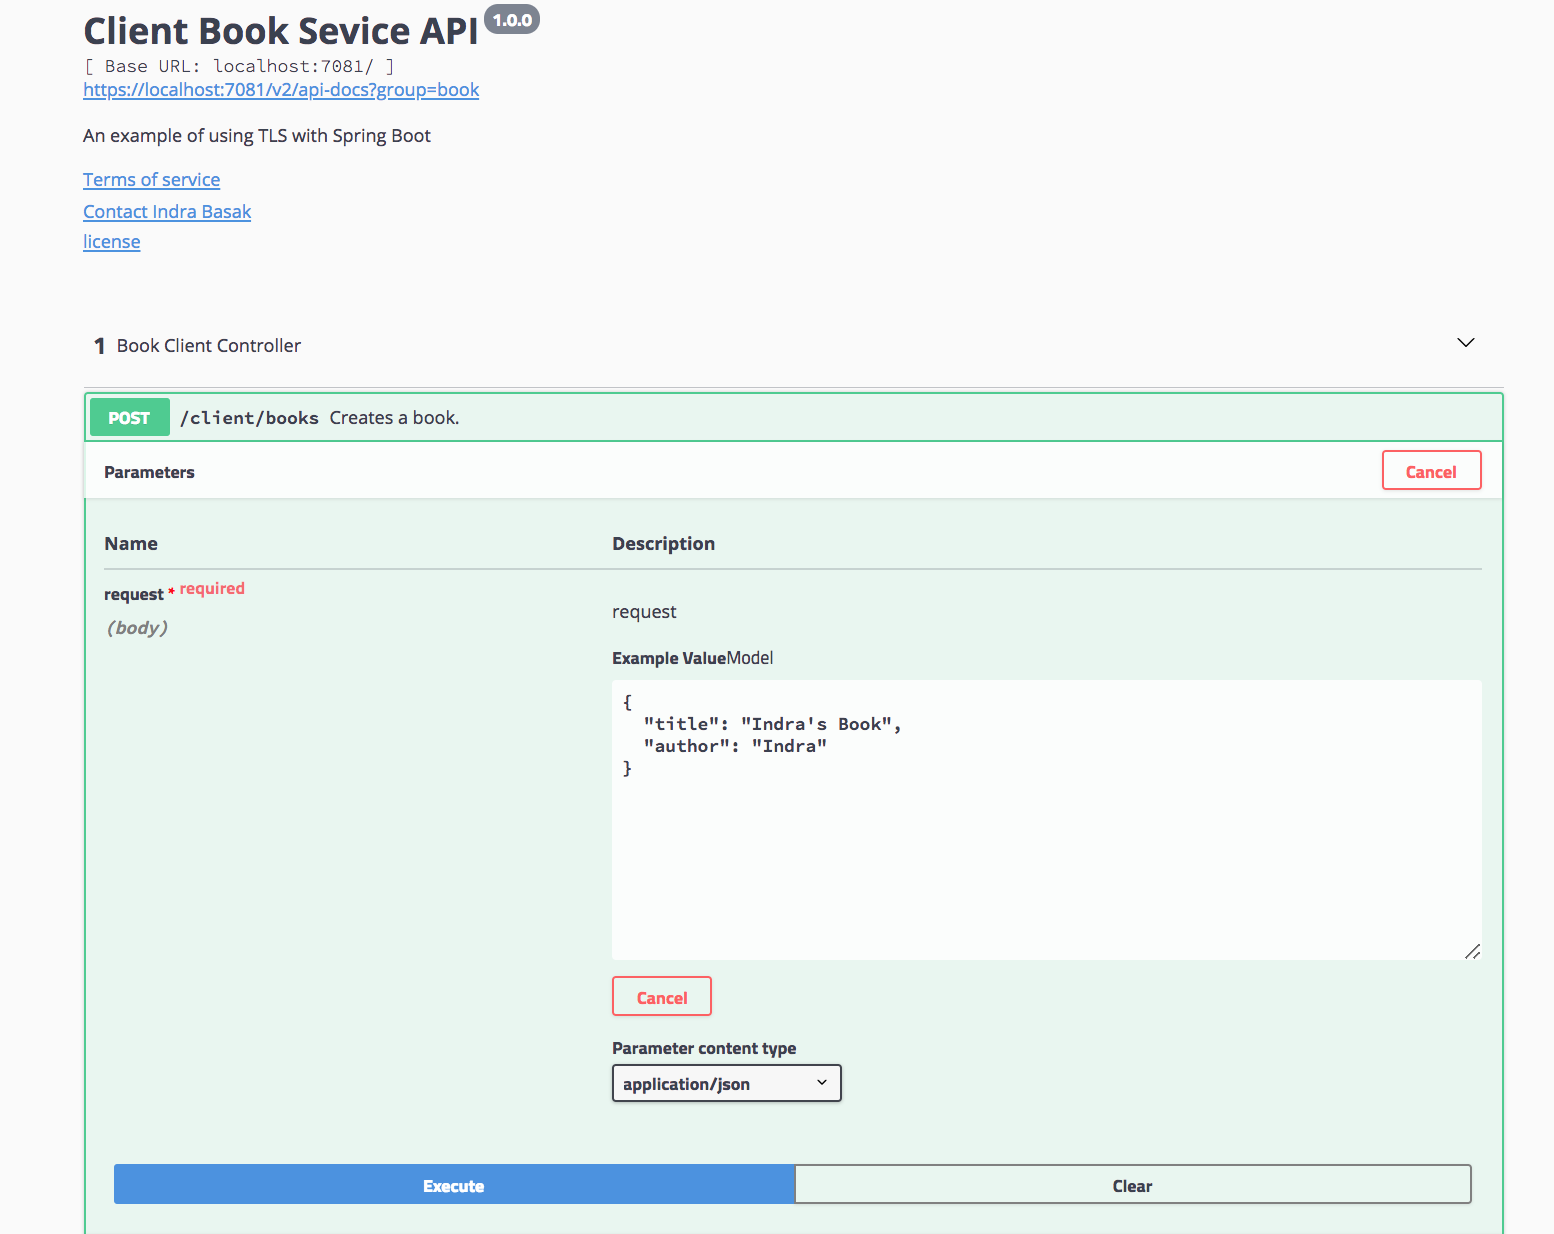 Client Book Sevice API 1.0.0
[ Base URL: localhost:7081/ ]
https://localhost:7081/v2/api-docs?group=book
An example of using TLS with Spring Boot
Terms of service
Contact Indra Basak
license
1 Book Client Controller
POST /client/books Creates a book.
Parameters Cancel
Name Description
request * required
(body)
request
Example ValueModel
{
"title": "Indra's Book",
"author": "Indra"
}
Cancel
Parameter content type
application/json
Execute Clear